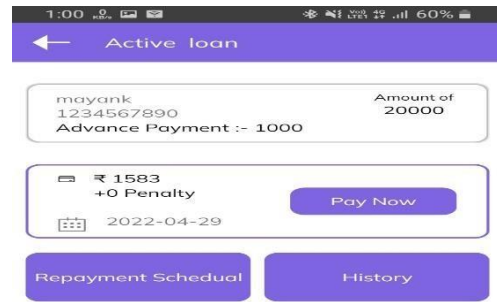 1:00 KB/s 60%
Active loan
mayank
Amount of
1234567890
20000
Advance Payment :- 1000
₹ 1583
+0 Penalty
Pay Now
2022-04-29
Repayment Schedual
History